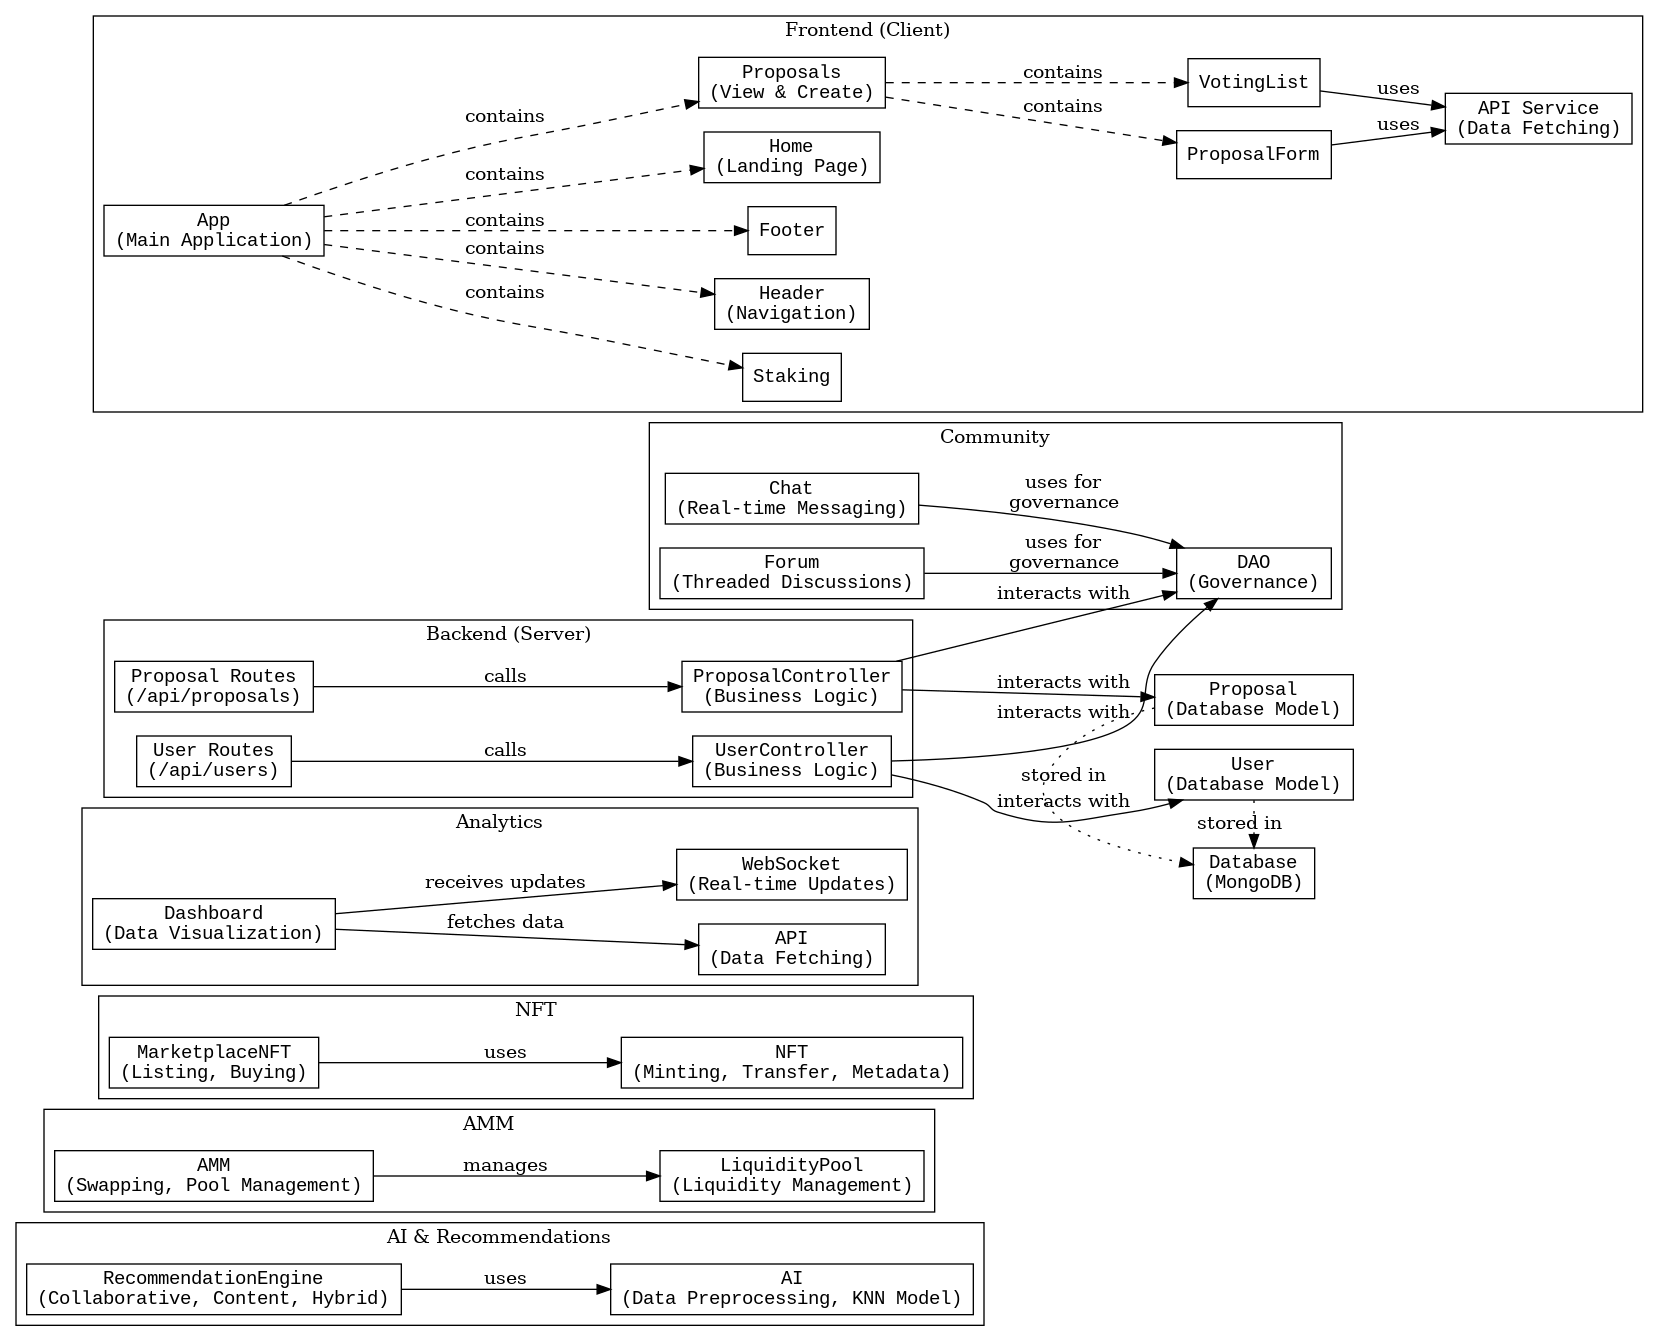 Frontend (Client)
App
(Main Application)
contains
contains
contains
contains
contains
Proposals
(View & Create)
Home
(Landing Page)
Footer
Header
(Navigation)
Staking
contains
contains
VotingList
ProposalForm
uses
uses
API Service
(Data Fetching)
Community
Chat
(Real-time Messaging)
uses for
governance
Forum
(Threaded Discussions)
uses for
governance
DAO
(Governance)
interacts with
Backend (Server)
Proposal Routes
(/api/proposals)
calls
ProposalController
(Business Logic)
interacts with
Proposal
(Database Model)
interacts with
User Routes
(/api/users)
calls
UserController
(Business Logic)
stored in
User
(Database Model)
interacts with
stored in
Database
(MongoDB)
Analytics
Dashboard
(Data Visualization)
receives updates
fetches data
WebSocket
(Real-time Updates)
API
(Data Fetching)
NFT
MarketplaceNFT
(Listing, Buying)
uses
NFT
(Minting, Transfer, Metadata)
AMM
AMM
(Swapping, Pool Management)
manages
LiquidityPool
(Liquidity Management)
AI & Recommendations
RecommendationEngine
(Collaborative, Content, Hybrid)
uses
AI
(Data Preprocessing, KNN Model)